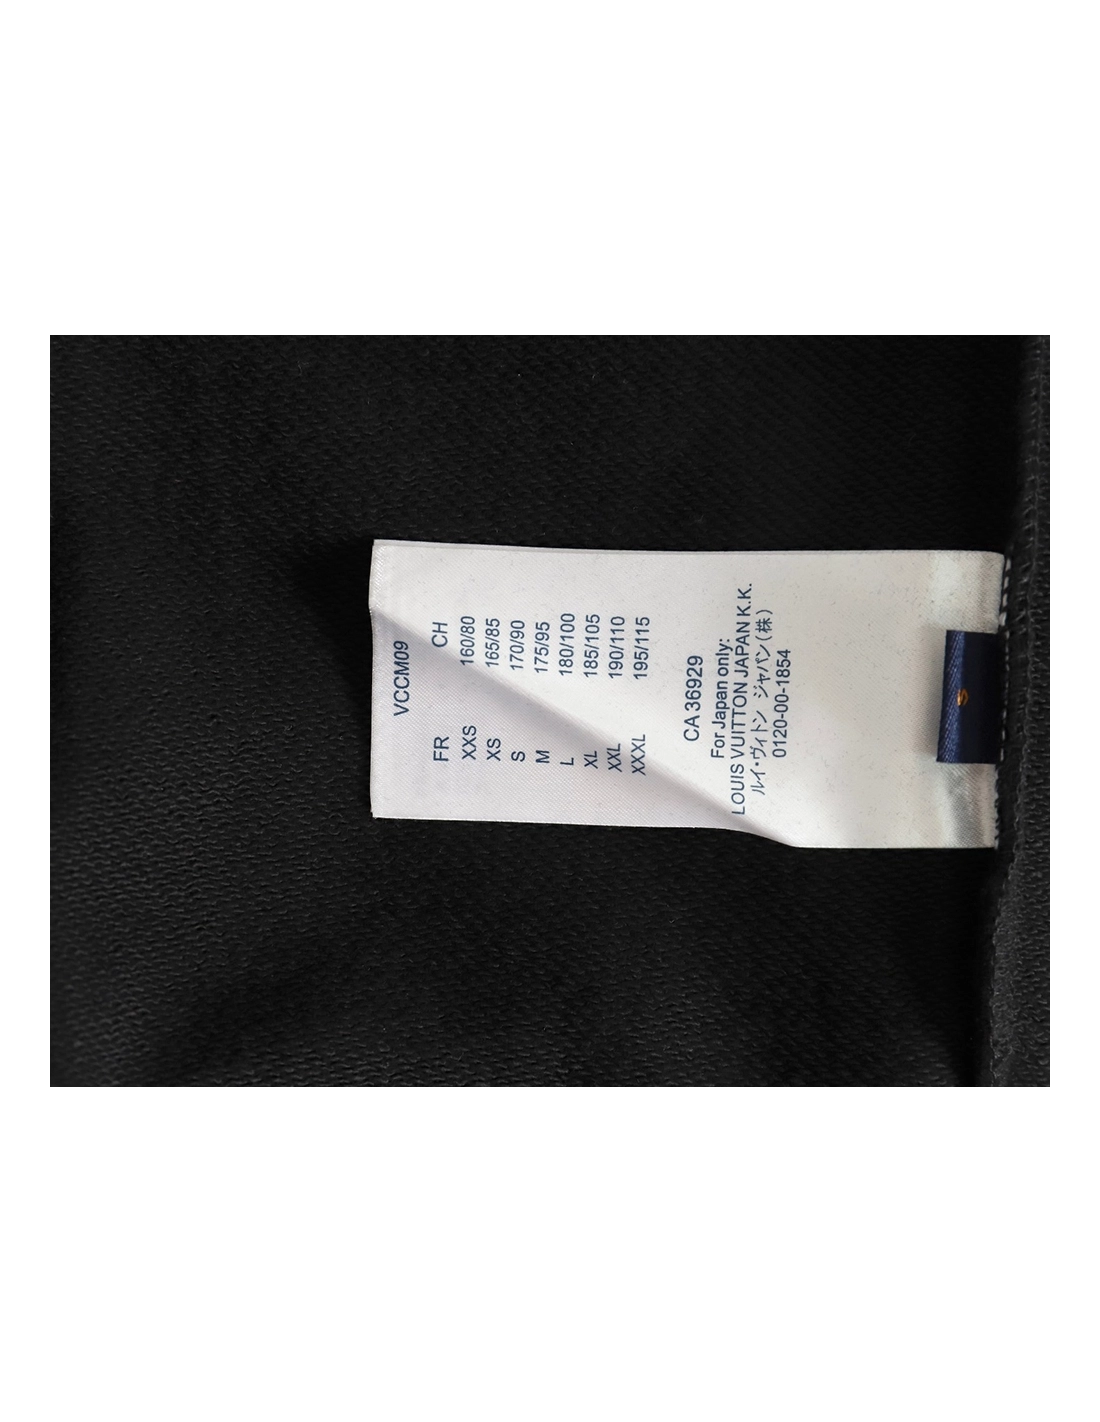 VCCM09
FR CH
XXS 160/80
XS 165/85
S 170/90
M 175/95
L 180/100
XL 185/105
XXL 190/110
XXXL 195/115
CA 36929
For Japan only:
LOUIS VUITTON JAPAN K.K.
ルイ・ヴィトン ジャパン(株)
0120-00-1854
S